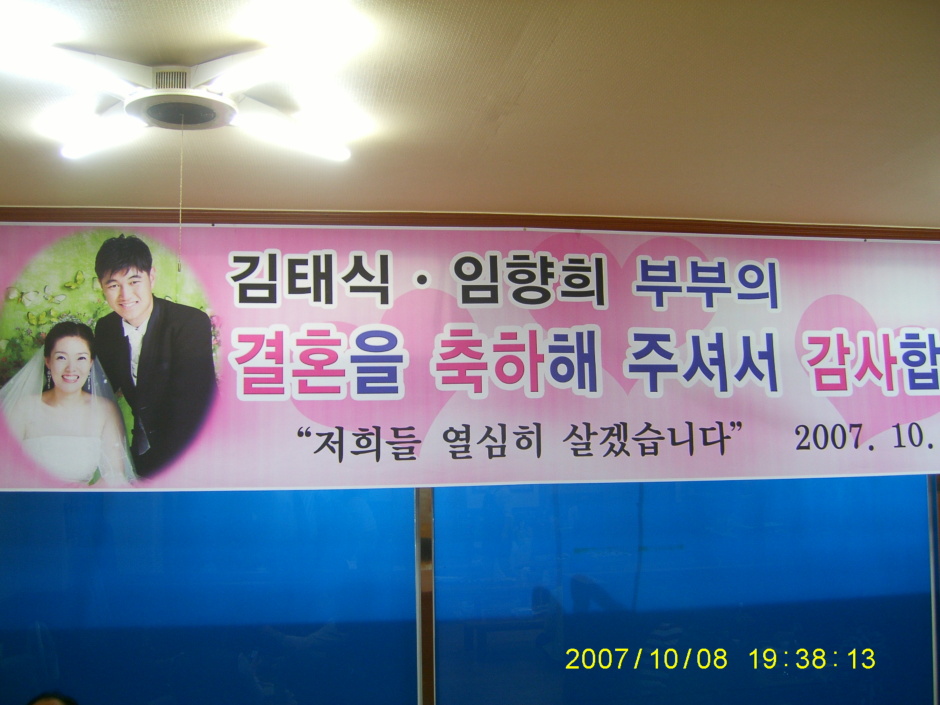 김태식 · 임향희 부부의
결혼을 축하해 주셔서 감사합
“저희들 열심히 살겠습니다” 2007. 10.
2007/10/08 19:38:13